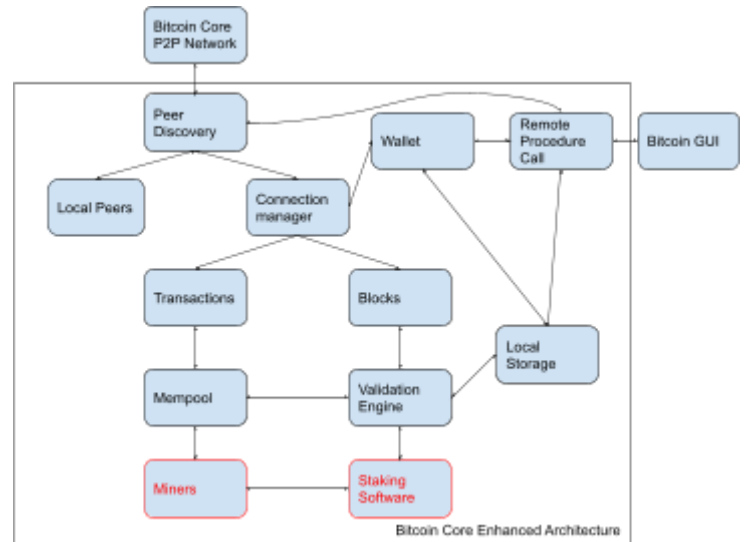 Bitcoin Core
P2P Network
Peer
Discovery
Wallet
Remote
Procedure
Call
Bitcoin GUI
Local Peers
Connection
manager
Transactions
Blocks
Local
Storage
Mempool
Validation
Engine
Miners
Staking
Software
Bitcoin Core Enhanced Architecture